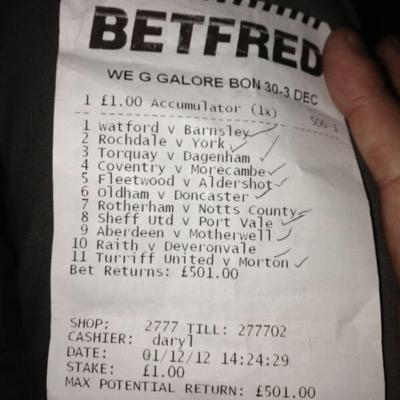 BETFRED
WE G GALORE BON 30-3 DEC
1 £1.00 Accumulator (1x)
500-1
1 Watford v Barnsley
2 Rochdale v York
3 Torquay v Dagenham
4 Coventry v Morecambe
5 Fleetwood v Aldershot
6 Oldham v Doncaster
7 Rotherham v Notts County
8 Sheff Utd v Port Vale
9 Aberdeen v Motherwell
10 Raith v Deveronvale
11 Turriff United v Morton
Bet Returns: £501.00
SHOP: 2777 TILL: 277702
CASHIER: daryl
DATE: 01/12/12 14:24:29
STAKE: £1.00
MAX POTENTIAL RETURN: £501.00